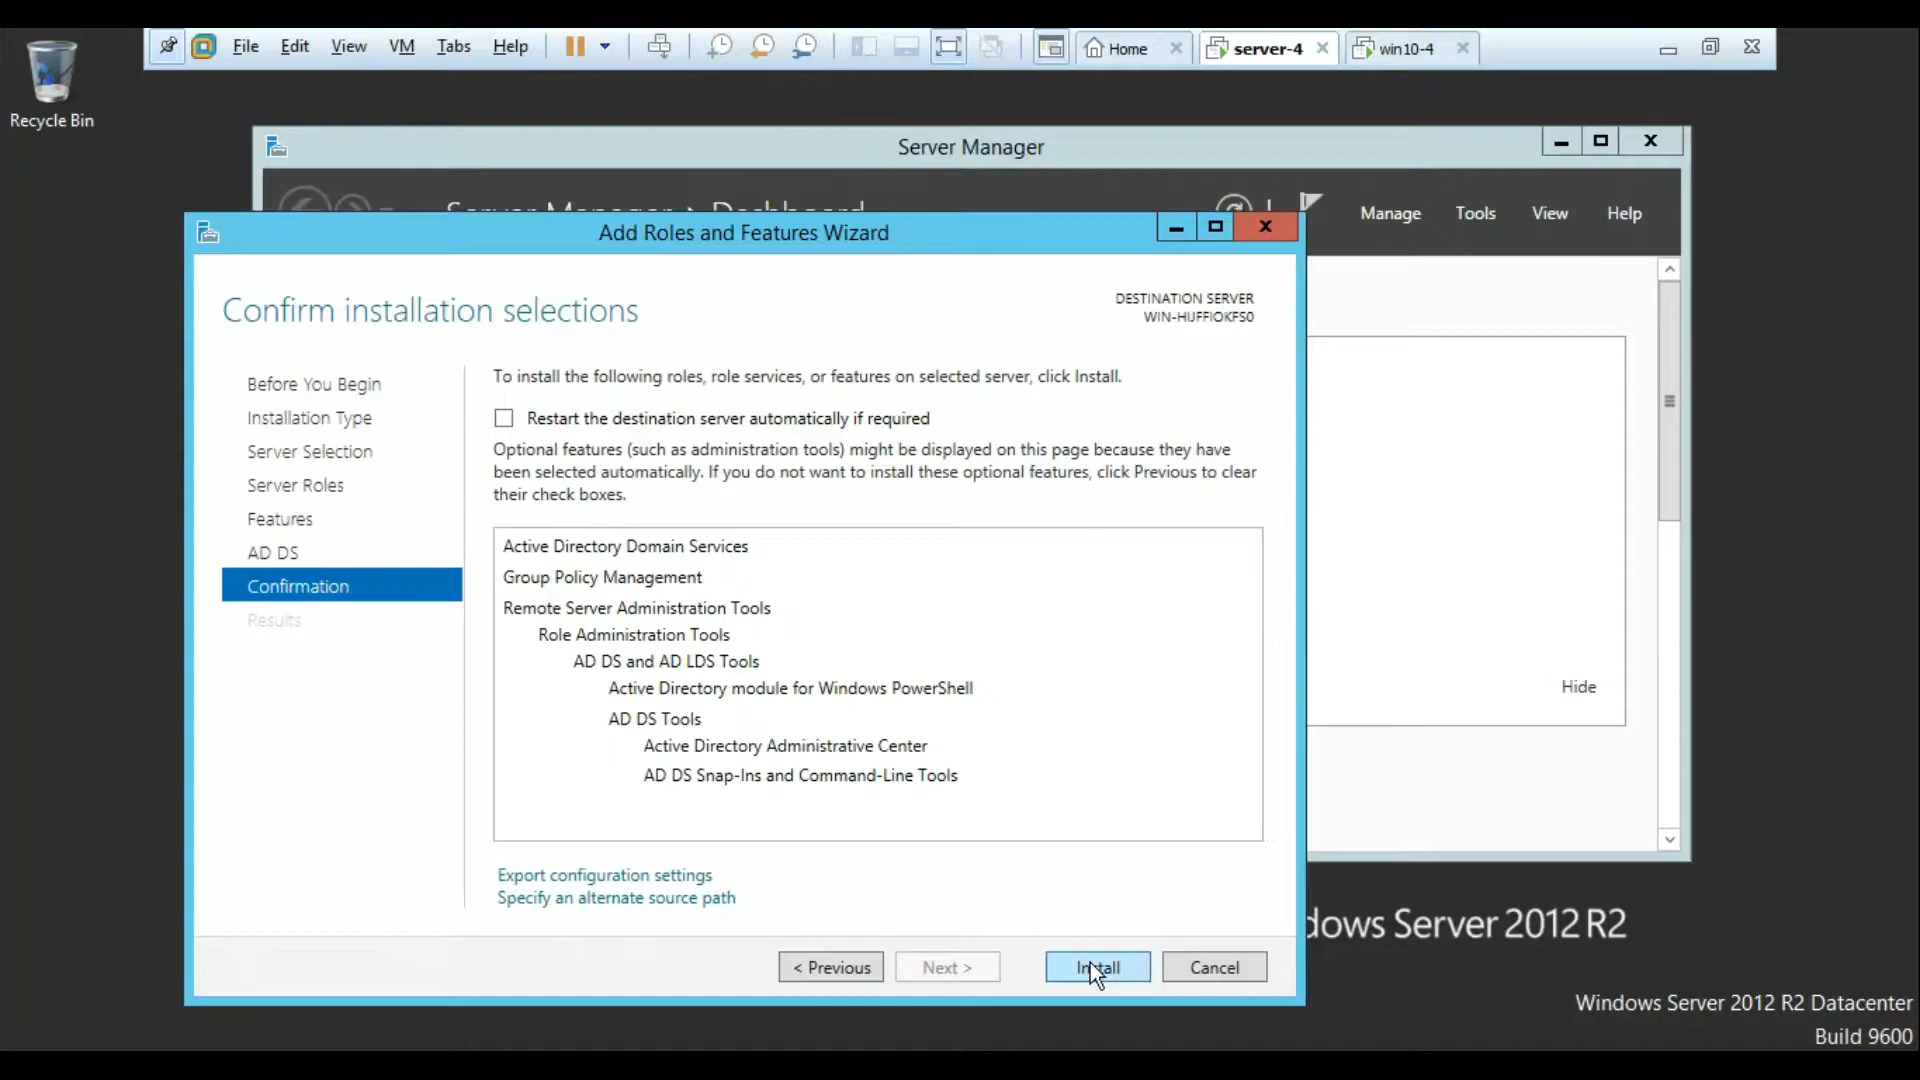 File Edit View VM Tabs Help Home server-4 win10-4
Recycle Bin
Server Manager
Manage Tools View Help
Add Roles and Features Wizard
Confirm installation selections
DESTINATION SERVER
WIN-HIJFFIOKFS0
Before You Begin
Installation Type
Server Selection
Server Roles
Features
AD DS
Confirmation
Results
To install the following roles, role services, or features on selected server, click Install.
Restart the destination server automatically if required
Optional features (such as administration tools) might be displayed on this page because they have
been selected automatically. If you do not want to install these optional features, click Previous to clear
their check boxes.
Active Directory Domain Services
Group Policy Management
Remote Server Administration Tools
Role Administration Tools
AD DS and AD LDS Tools
Active Directory module for Windows PowerShell
AD DS Tools
Active Directory Administrative Center
AD DS Snap-Ins and Command-Line Tools
Export configuration settings
Specify an alternate source path
< Previous Next > Install Cancel
Hide
dows Server 2012 R2
Windows Server 2012 R2 Datacenter
Build 9600